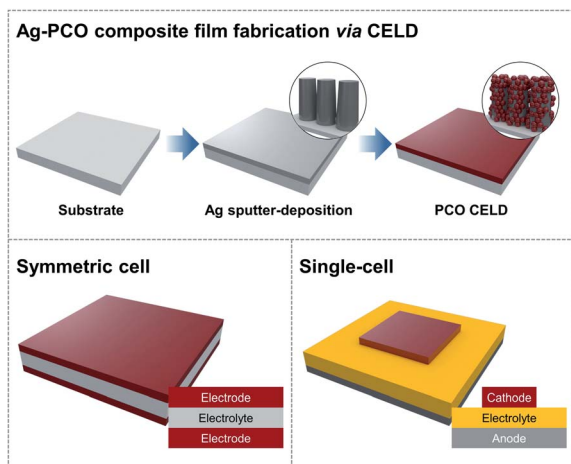 Ag-PCO composite film fabrication via CELD
Substrate
Ag sputter-deposition
PCO CELD
Symmetric cell
Electrode
Electrolyte
Electrode
Single-cell
Cathode
Electrolyte
Anode